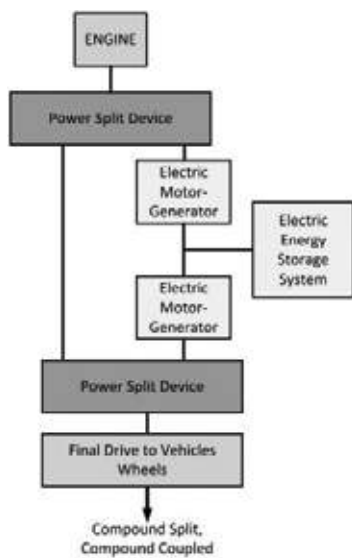 ENGINE
Power Split Device
Electric
Motor-
Generator
Electric
Energy
Storage
System
Electric
Motor-
Generator
Power Split Device
Final Drive to Vehicles
Wheels
Compound Split,
Compound Coupled